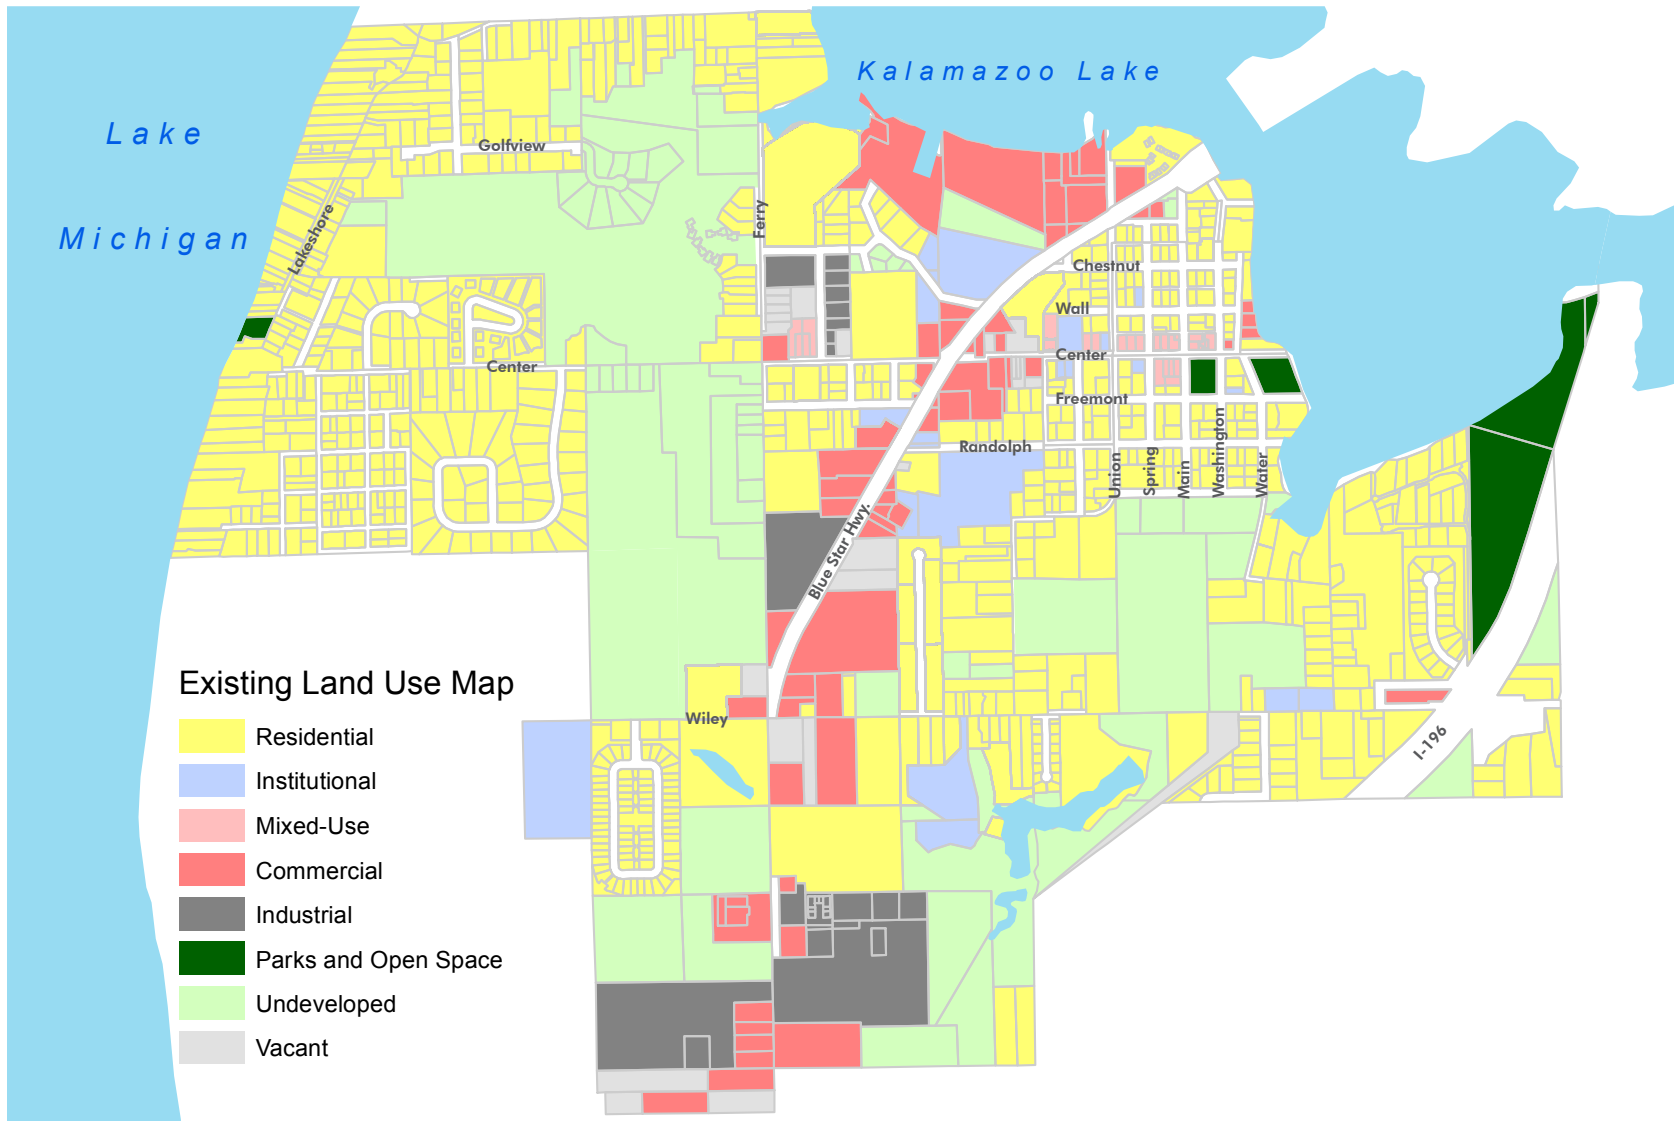 Kalamazoo Lake
Lake
Michigan
Golfview
Lakeshore
Ferry
Chestnut
Wall
Center
Center
Freemont
Randolph
Union
Spring
Main
Washington
Water
Blue Star Hwy.
Wiley
I-196
Existing Land Use Map
Residential
Institutional
Mixed-Use
Commercial
Industrial
Parks and Open Space
Undeveloped
Vacant